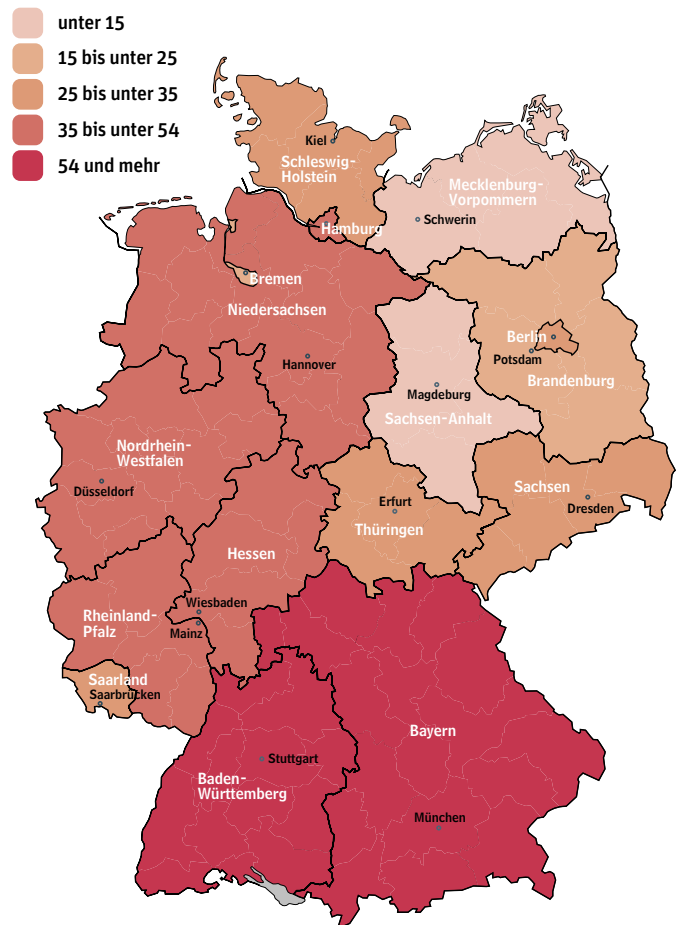 unter 15
15 bis unter 25
25 bis unter 35
35 bis unter 54
54 und mehr
Kiel
Schleswig-
Holstein
Mecklenburg-
Vorpommern
Schwerin
Hamburg
Bremen
Niedersachsen
Hannover
Berlin
Potsdam
Brandenburg
Magdeburg
Sachsen-Anhalt
Nordrhein-
Westfalen
Düsseldorf
Sachsen
Dresden
Erfurt
Thüringen
Hessen
Wiesbaden
Rheinland-
Pfalz
Mainz
Saarland
Saarbrücken
Bayern
Stuttgart
Baden-
Württemberg
München